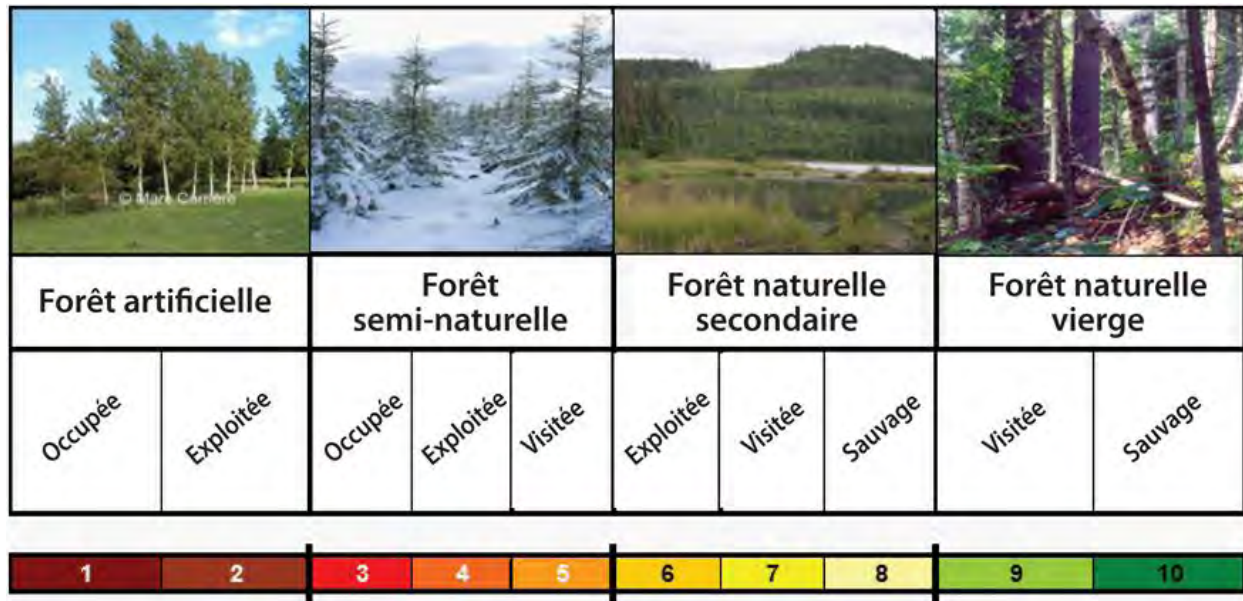 © Marc Carrière
Forêt artificielle
Forêt
semi-naturelle
Forêt naturelle
secondaire
Forêt naturelle
vierge
Occupée
Exploitée
Occupée
Exploitée
Visitée
Exploitée
Visitée
Sauvage
Visitée
Sauvage
1 2 3 4 5 6 7 8 9 10